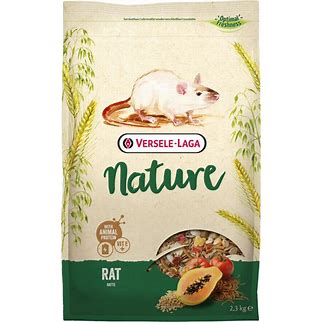 Optimal
Freshness
VERSELE-LAGA
Nature
WITH
ANIMAL
PROTEIN
VIT E
RAT
RATTE
2.3 kg e